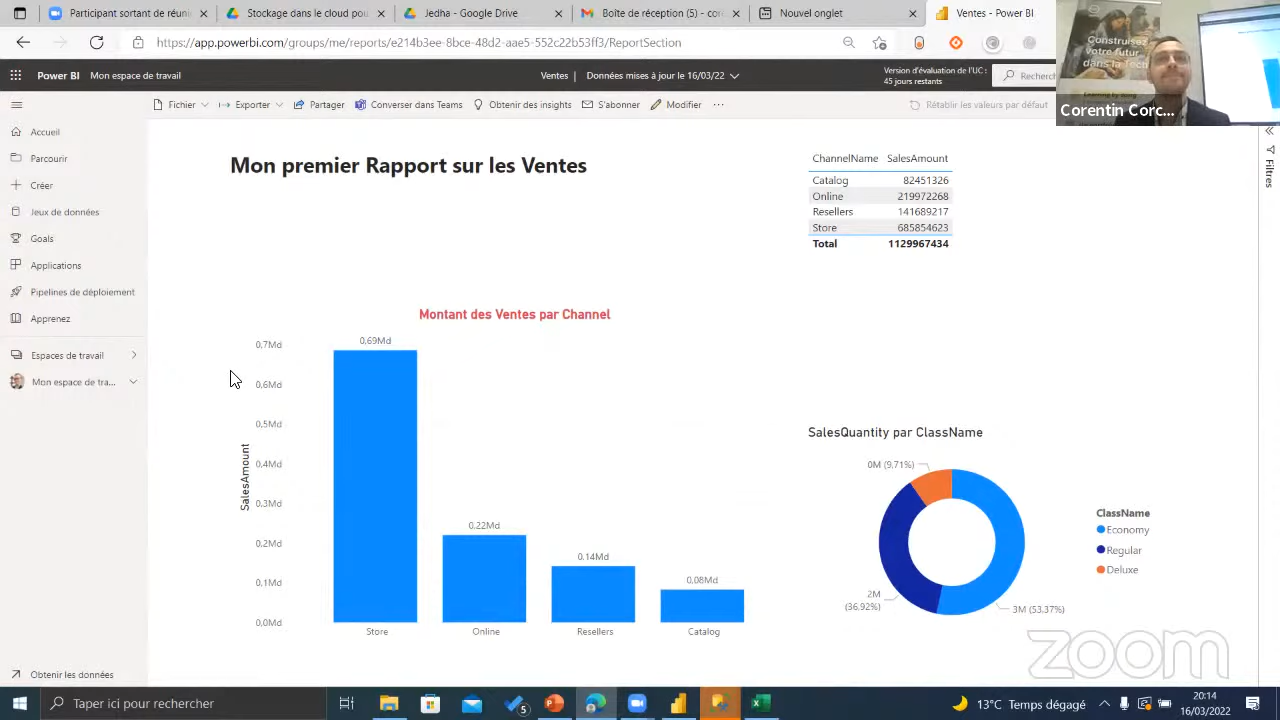 Participant sortant de réuni
Stockage dans le cloud pou
Jedha - Google Drive
Boîte de réception (5) - cor
Nouvel onglet
Ventes - Power BI
https://app.powerbi.com/groups/me/reports/e214b3e5-8bce-48d2-aae5-552c22b53ff3/ReportSection
Construisez
votre futur
dans la Tech
Power BI Mon espace de travail
Ventes | Données mises à jour le 16/03/22
Version d'évaluation de l'UC :
45 jours restants
Recherc
Corentin Corc...
Fichier
Exporter
Partager
Converser dans Teams
Obtenir des insights
S'abonner
Modifier
Rétablir les valeurs par défaut
Filtres
Accueil
Parcourir
Créer
Jeux de données
Goals
Applications
Pipelines de déploiement
Apprenez
Espaces de travail
Mon espace de tra...
Obtenir les données
Mon premier Rapport sur les Ventes
ChannelName SalesAmount
Catalog 82451326
Online 219972268
Resellers 141689217
Store 685854623
Total 1129967434
Montant des Ventes par Channel
SalesAmount
0,7Md
0,6Md
0,5Md
0,4Md
0,3Md
0,2Md
0,1Md
0,0Md
0,69Md
0,22Md
0,14Md
0,08Md
Store
Online
Resellers
Catalog
SalesQuantity par ClassName
0M (9,71%)
2M
(36,92%)
3M (53,37%)
ClassName
Economy
Regular
Deluxe
zoom
Taper ici pour rechercher
5
13°C Temps dégagé
20:14
16/03/2022